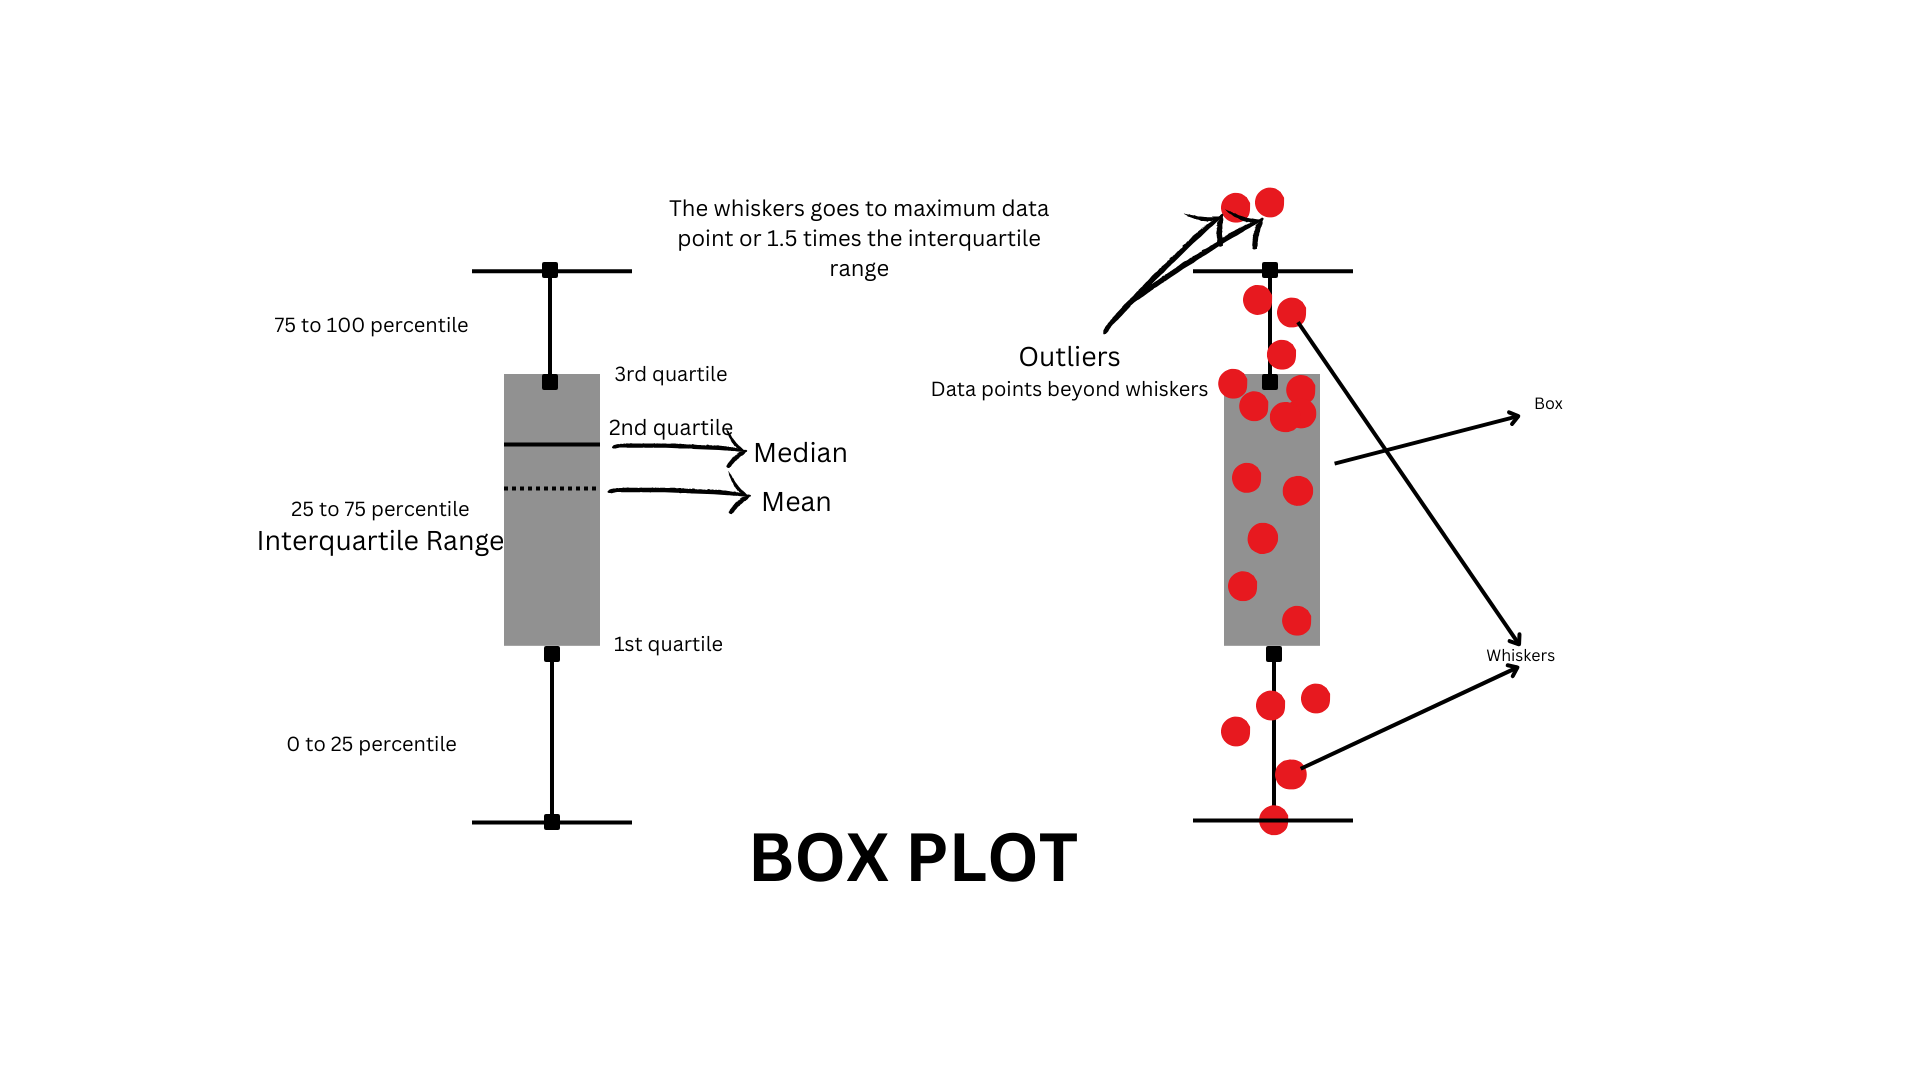 The whiskers goes to maximum data
point or 1.5 times the interquartile
range
75 to 100 percentile
3rd quartile
2nd quartile
Median
Mean
25 to 75 percentile
Interquartile Range
1st quartile
0 to 25 percentile
Outliers
Data points beyond whiskers
Box
Whiskers
BOX PLOT